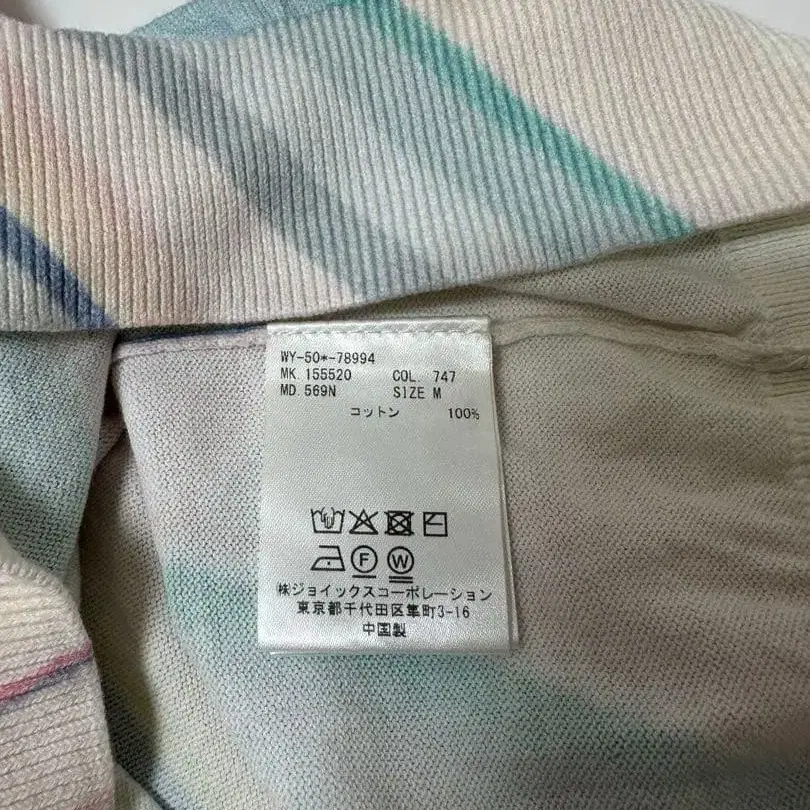 WY-50*-78994
MK. 155520 COL. 747
MD. 569N SIZE M
コットン 100%
F W
㈱ジョイックスコーポレーション
東京都千代田区隼町3-16
中国製